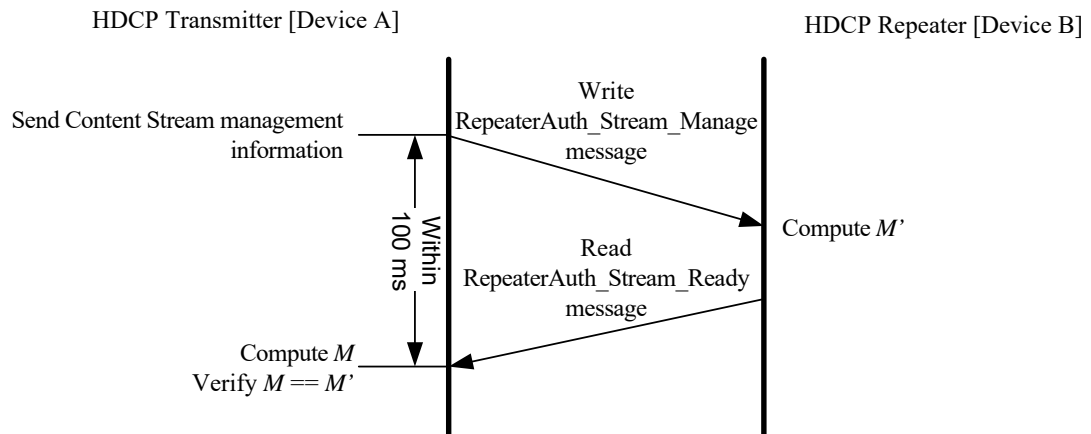 HDCP Transmitter [Device A]
HDCP Repeater [Device B]
Write
RepeaterAuth_Stream_Manage
message
Send Content Stream management
information
Within
100 ms
Compute M’
Read
RepeaterAuth_Stream_Ready
message
Compute M
Verify M == M’